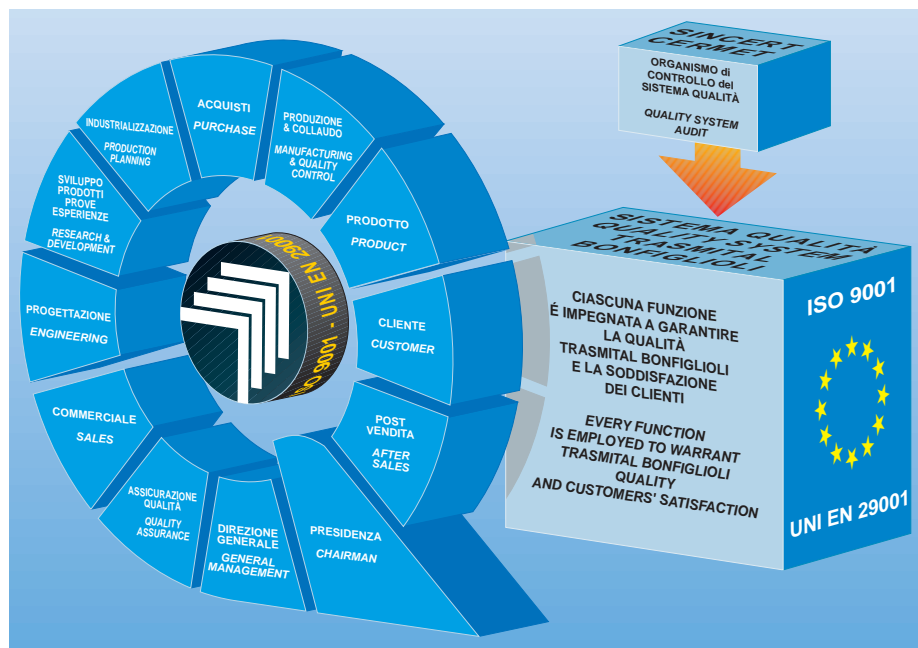 ACQUISTI
PURCHASE
PRODUZIONE
& COLLAUDO
MANUFACTURING
& QUALITY
CONTROL
PRODOTTO
PRODUCT
CLIENTE
CUSTOMER
POST
VENDITA
AFTER
SALES
PRESIDENZA
CHAIRMAN
DIREZIONE
GENERALE
GENERAL
MANAGEMENT
ASSICURAZIONE
QUALITÀ
QUALITY
ASSURANCE
COMMERCIALE
SALES
PROGETTAZIONE
ENGINEERING
SVILUPPO
PRODOTTI
PROVE
ESPERIENZE
RESEARCH &
DEVELOPMENT
INDUSTRIALIZZAZIONE
PRODUCTION
PLANNING
9001 - UNI EN 29001
SINCERT
CERMET
ORGANISMO di
CONTROLLO del
SISTEMA QUALITÀ
QUALITY SYSTEM
AUDIT
SISTEMA QUALITÀ
QUALITY SYSTEM
TRASMITAL
BONFIGLIOLI
CIASCUNA FUNZIONE
É IMPEGNATA A GARANTIRE
LA QUALITÀ
TRASMITAL BONFIGLIOLI
E LA SODDISFAZIONE
DEI CLIENTI
EVERY FUNCTION
IS EMPLOYED TO WARRANT
TRASMITAL BONFIGLIOLI
QUALITY
AND CUSTOMERS' SATISFACTION
ISO 9001
UNI EN 29001